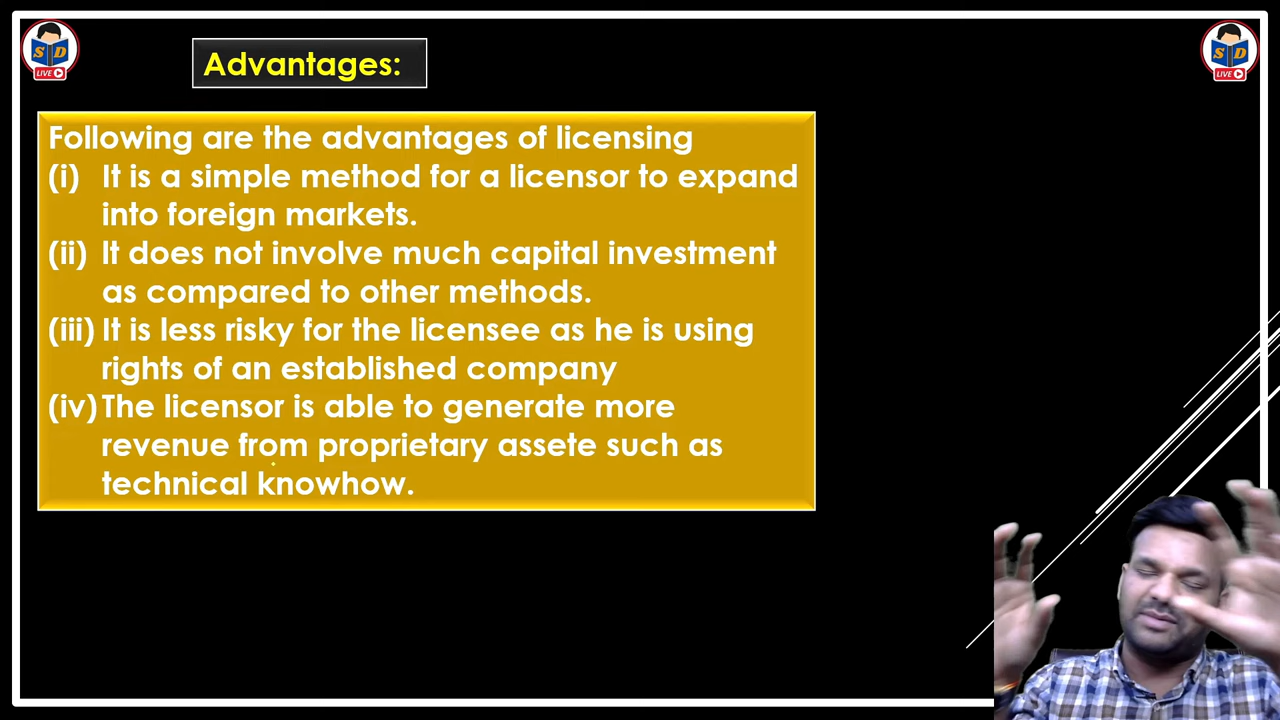 S D
LIVE
S D
LIVE
Advantages:
Following are the advantages of licensing
(i) It is a simple method for a licensor to expand
into foreign markets.
(ii) It does not involve much capital investment
as compared to other methods.
(iii) It is less risky for the licensee as he is using
rights of an established company
(iv) The licensor is able to generate more
revenue from proprietary assete such as
technical knowhow.